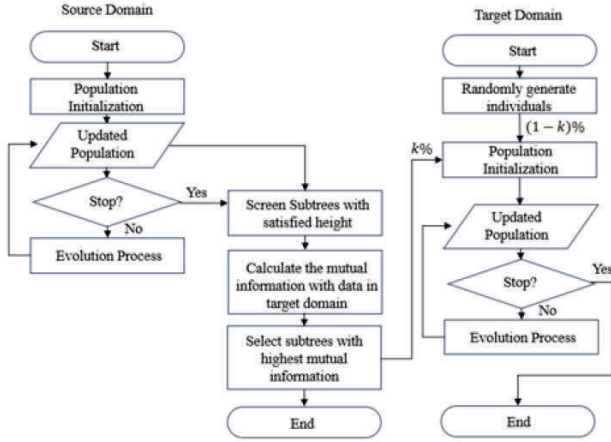 Source Domain
Start
Population
Initialization
Updated
Population
Stop?
Yes
No
Evolution Process
Screen Subtrees with
satisfied height
Calculate the mutual
information with data in
target domain
Select subtrees with
highest mutual
information
End
k%
Target Domain
Start
Randomly generate
individuals
(1 − k)%
Population
Initialization
Updated
Population
Stop?
Yes
No
Evolution Process
End